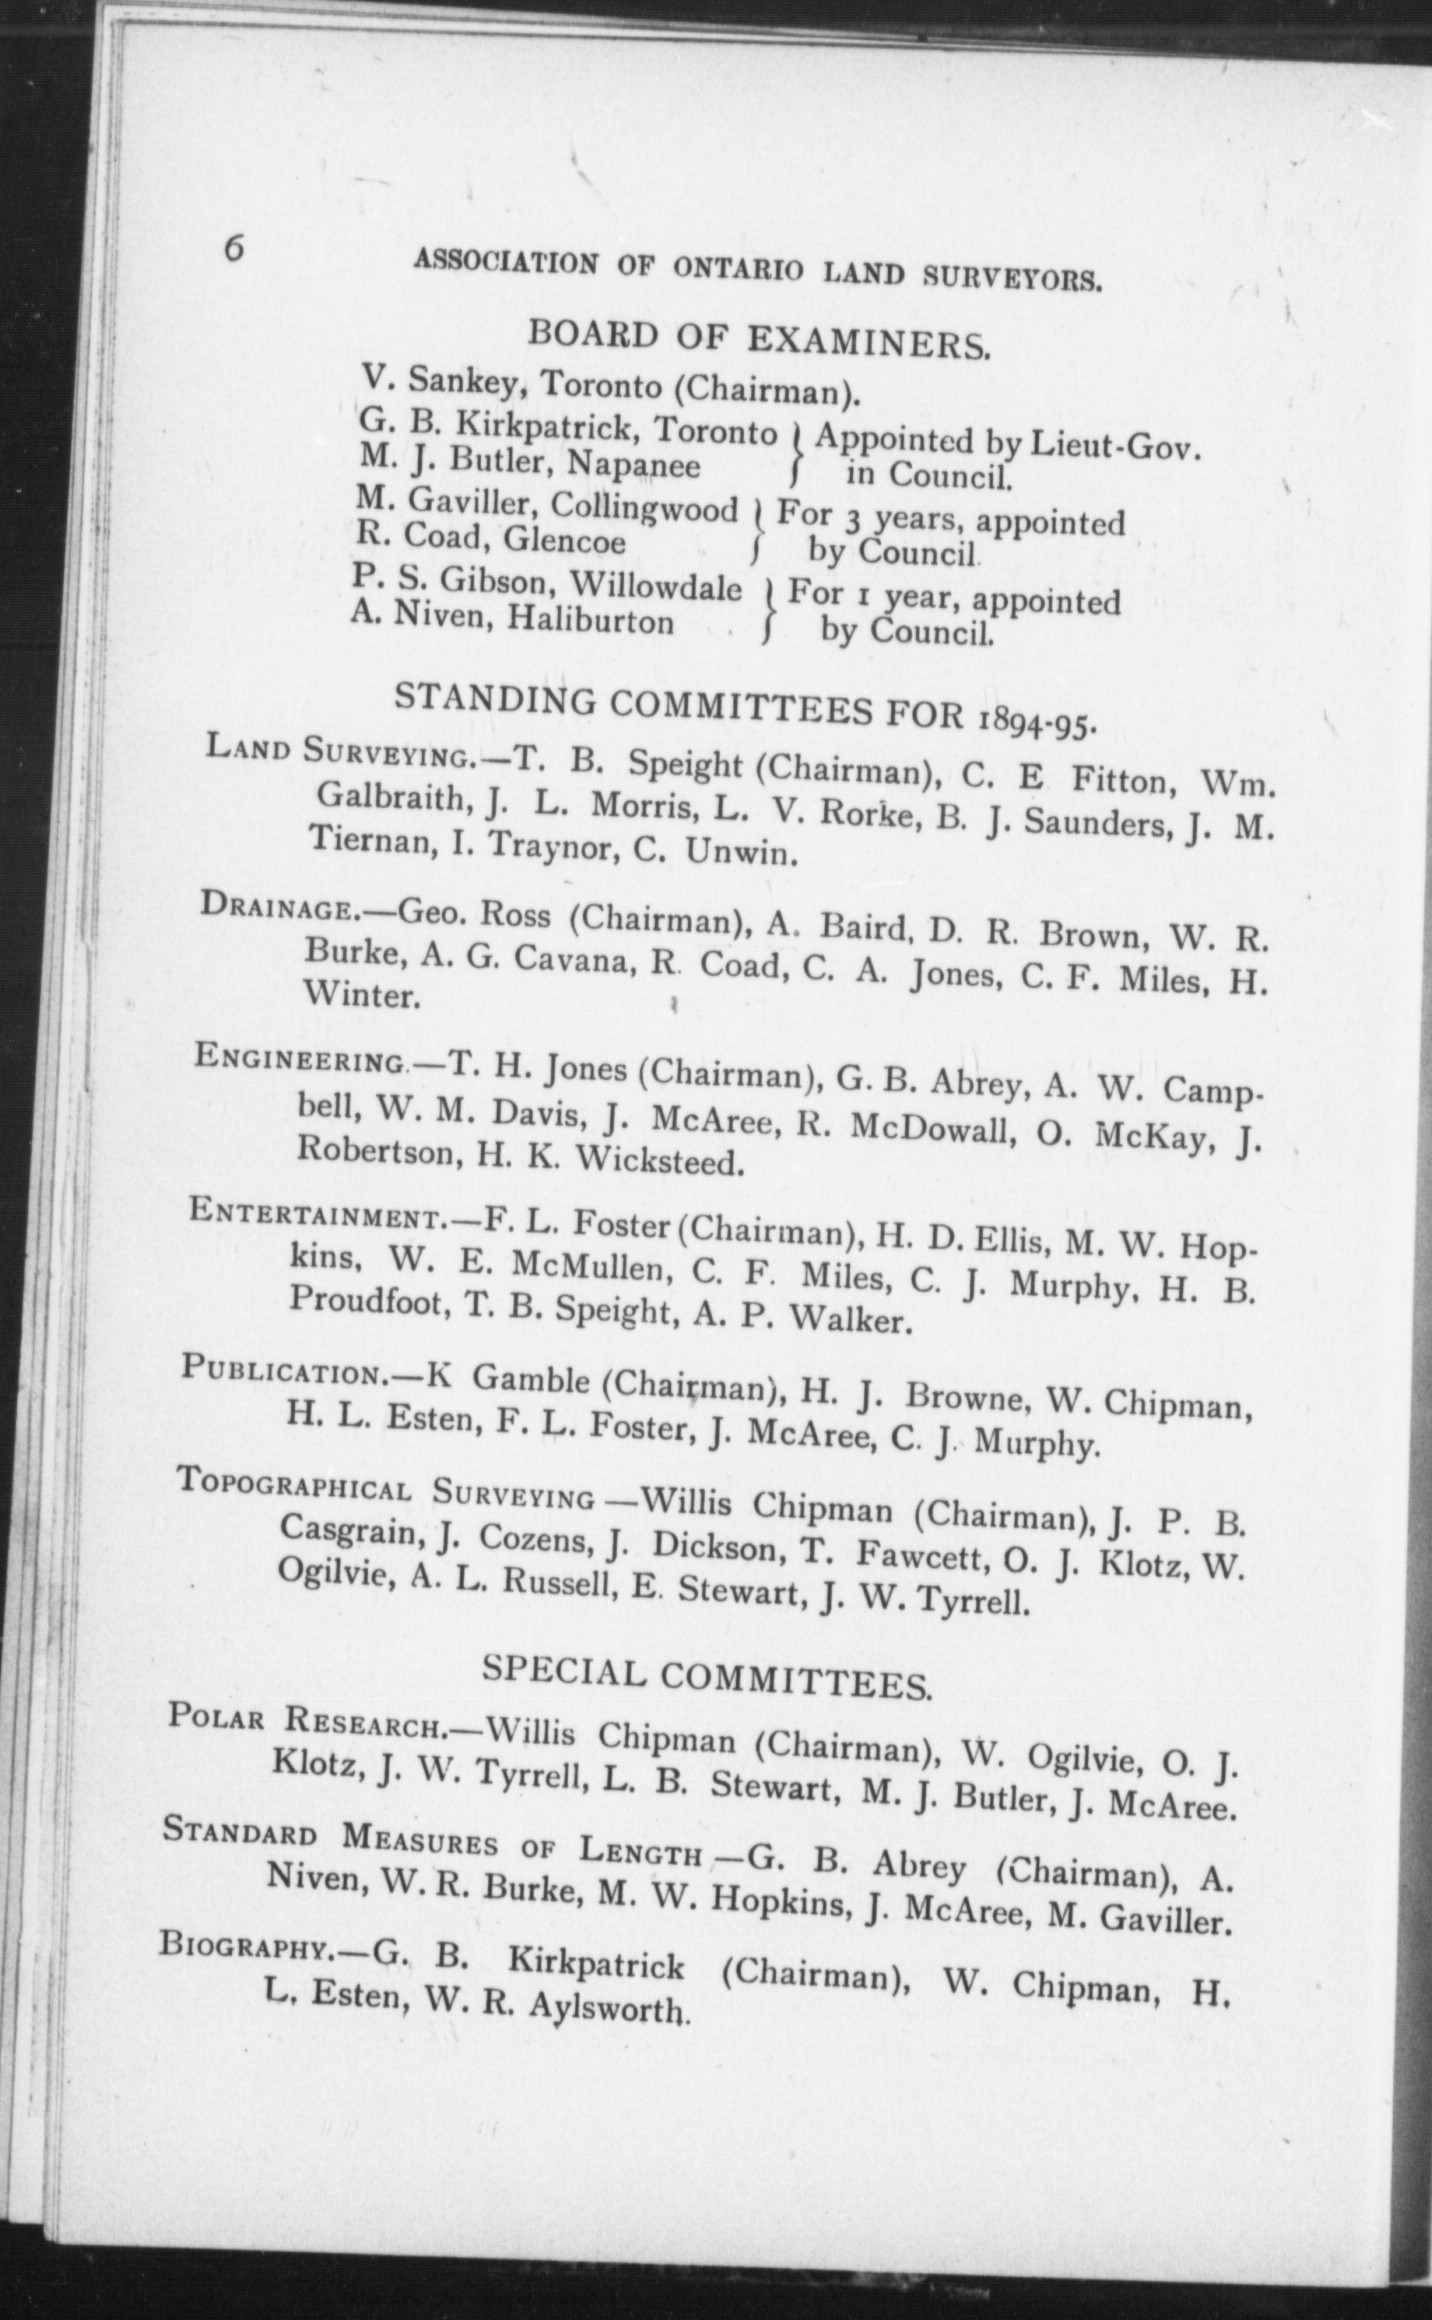 6
ASSOCIATION OF ONTARIO LAND SURVEYORS.
BOARD OF EXAMINERS.
V. Sankey, Toronto (Chairman).
G. B. Kirkpatrick, Toronto } Appointed by Lieut-Gov.
M. J. Butler, Napanee } in Council.
M. Gaviller, Collingwood } For 3 years, appointed
R. Coad, Glencoe } by Council.
P. S. Gibson, Willowdale } For 1 year, appointed
A. Niven, Haliburton } by Council.
STANDING COMMITTEES FOR 1894-95.
LAND SURVEYING.—T. B. Speight (Chairman), C. E Fitton, Wm.
Galbraith, J. L. Morris, L. V. Rorke, B. J. Saunders, J. M.
Tiernan, I. Traynor, C. Unwin.
DRAINAGE.—Geo. Ross (Chairman), A. Baird, D. R. Brown, W. R.
Burke, A. G. Cavana, R. Coad, C. A. Jones, C. F. Miles, H.
Winter.
ENGINEERING.—T. H. Jones (Chairman), G. B. Abrey, A. W. Camp-
bell, W. M. Davis, J. McAree, R. McDowall, O. McKay, J.
Robertson, H. K. Wicksteed.
ENTERTAINMENT.—F. L. Foster (Chairman), H. D. Ellis, M. W. Hop-
kins, W. E. McMullen, C. F. Miles, C. J. Murphy, H. B.
Proudfoot, T. B. Speight, A. P. Walker.
PUBLICATION.—K Gamble (Chairman), H. J. Browne, W. Chipman,
H. L. Esten, F. L. Foster, J. McAree, C. J. Murphy.
TOPOGRAPHICAL SURVEYING —Willis Chipman (Chairman), J. P. B.
Casgrain, J. Cozens, J. Dickson, T. Fawcett, O. J. Klotz, W.
Ogilvie, A. L. Russell, E. Stewart, J. W. Tyrrell.
SPECIAL COMMITTEES.
POLAR RESEARCH.—Willis Chipman (Chairman), W. Ogilvie, O. J.
Klotz, J. W. Tyrrell, L. B. Stewart, M. J. Butler, J. McAree.
STANDARD MEASURES OF LENGTH —G. B. Abrey (Chairman), A.
Niven, W. R. Burke, M. W. Hopkins, J. McAree, M. Gaviller.
BIOGRAPHY.—G. B. Kirkpatrick (Chairman), W. Chipman, H.
L. Esten, W. R. Aylsworth.